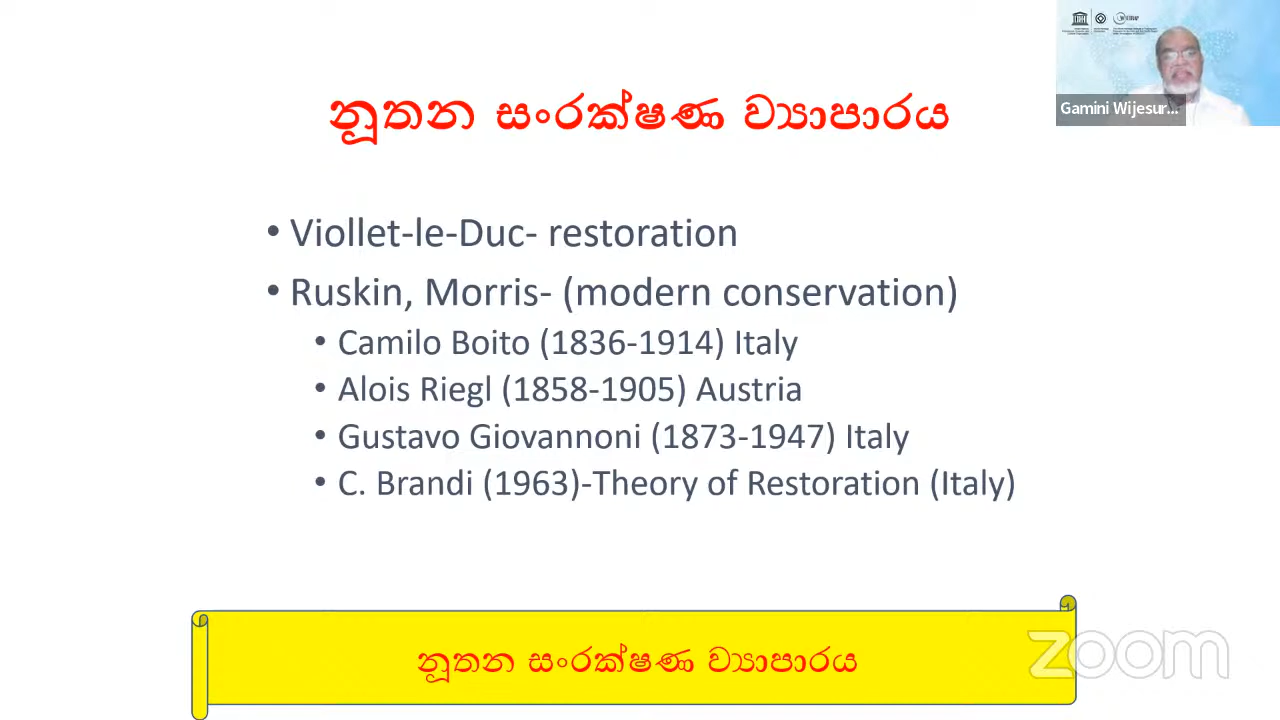 නූතන සංරක්ෂණ ව්‍යාපාරය
Gamini Wijesur...
• Viollet-le-Duc- restoration
• Ruskin, Morris- (modern conservation)
• Camilo Boito (1836-1914) Italy
• Alois Riegl (1858-1905) Austria
• Gustavo Giovannoni (1873-1947) Italy
• C. Brandi (1963)-Theory of Restoration (Italy)
නූතන සංරක්ෂණ ව්‍යාපාරය
zoom